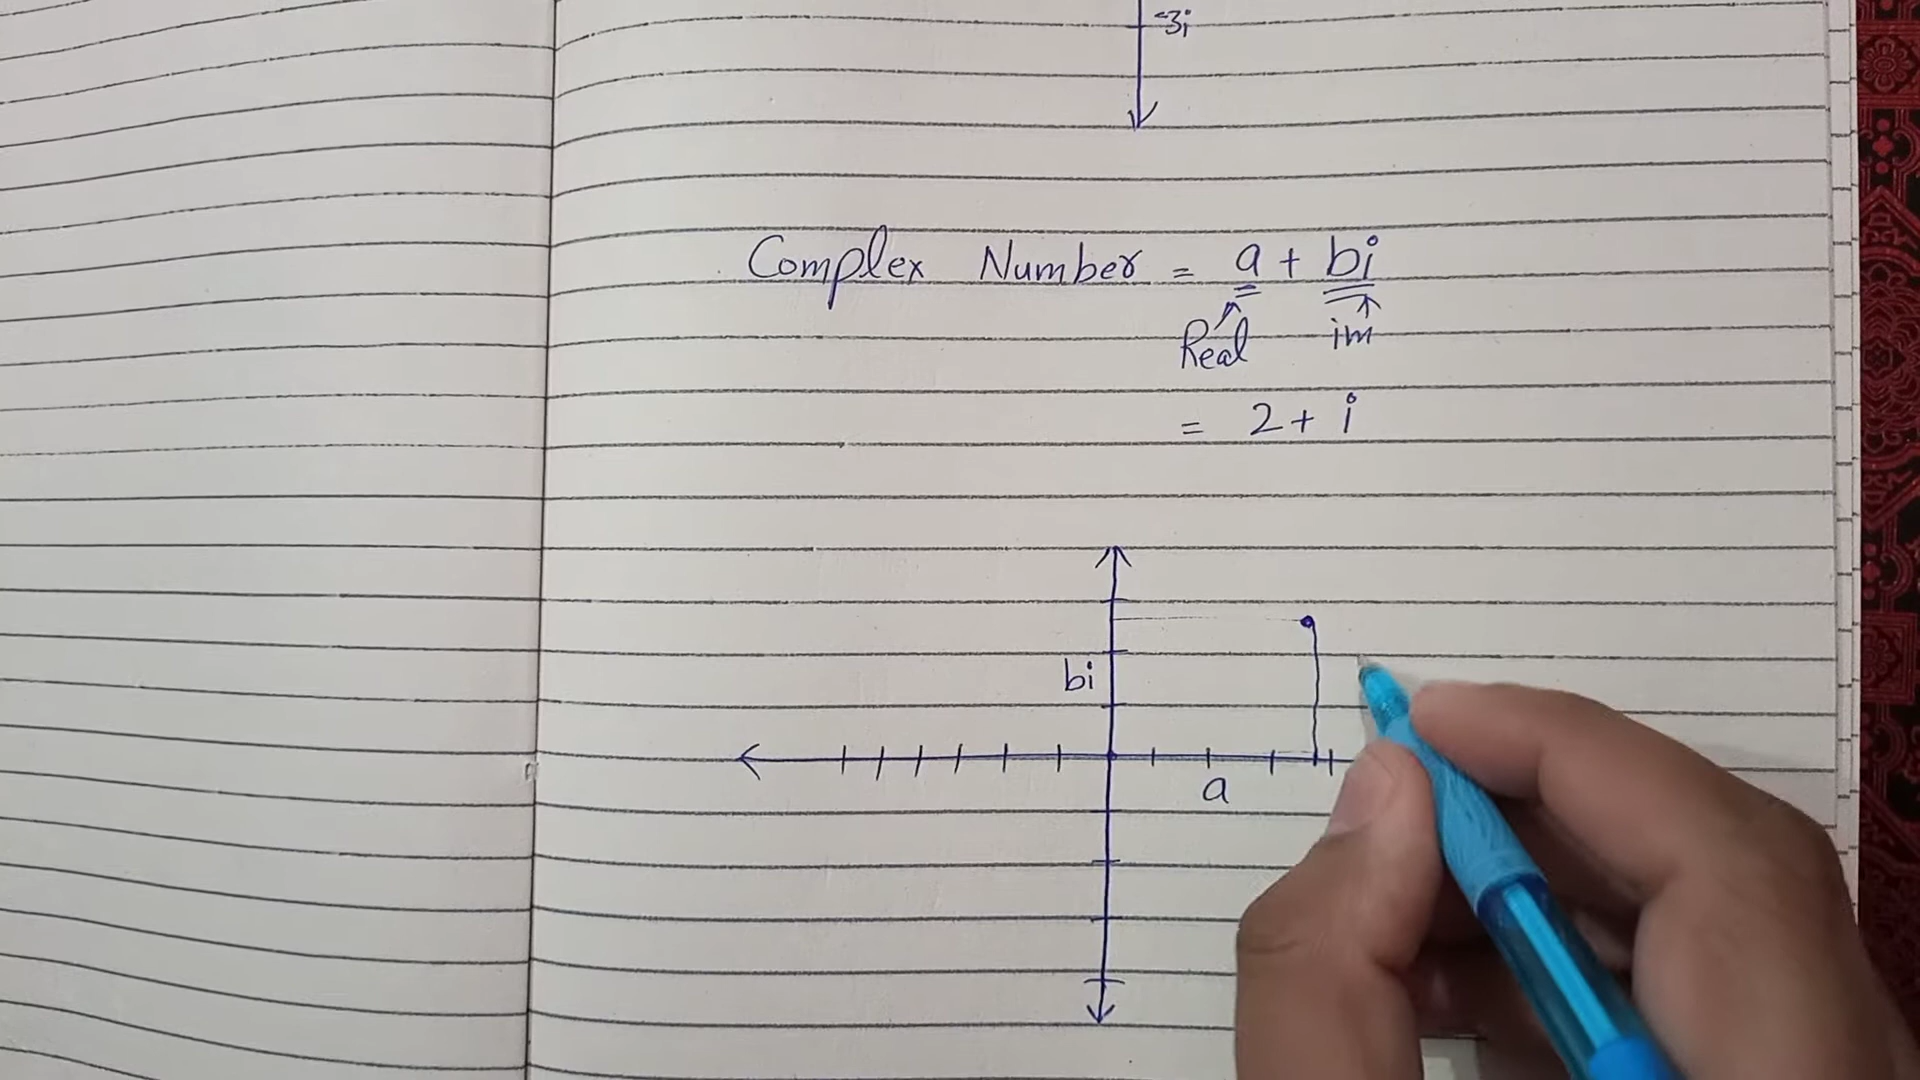 -3i
Complex Number = a + bi
Real im
= 2 + i
bi
a